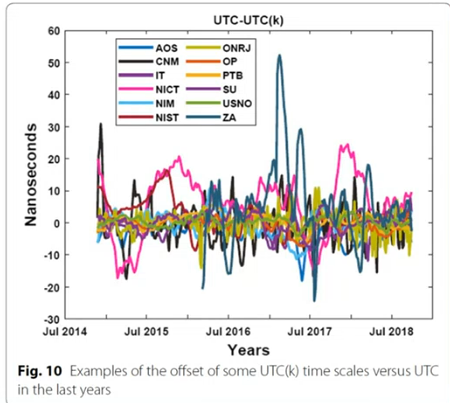 UTC-UTC(k)
60
50
40
30
20
10
0
-10
-20
-30
Nanoseconds
AOS
CNM
IT
NICT
NIM
NIST
ONRJ
OP
PTB
SU
USNO
ZA
Jul 2014
Jul 2015
Jul 2016
Jul 2017
Jul 2018
Years
Fig. 10 Examples of the offset of some UTC(k) time scales versus UTC
in the last years